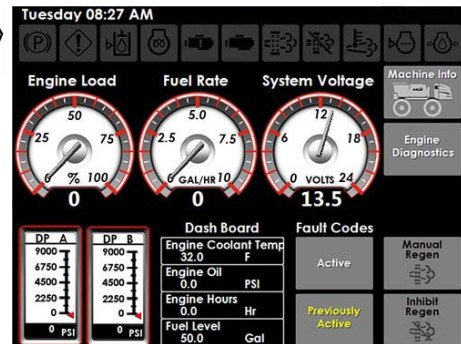 Tuesday 08:27 AM
(P)
Engine Load
Fuel Rate
System Voltage
Machine Info
50
25
75
0
%
100
0
5.0
2.5
7.5
0
GAL/HR
10
0
12
6
18
0
VOLTS
24
13.5
Engine
Diagnostics
DP A
9000
6750
4500
2250
0
0 PSI
DP B
9000
6750
4500
2250
0
0 PSI
Dash Board
Engine Coolant Temp
32.0 F
Engine Oil
0.0 PSI
Engine Hours
0.0 Hr
Fuel Level
50.0 Gal
Fault Codes
Active
Previously
Active
Manual
Regen
Inhibit
Regen